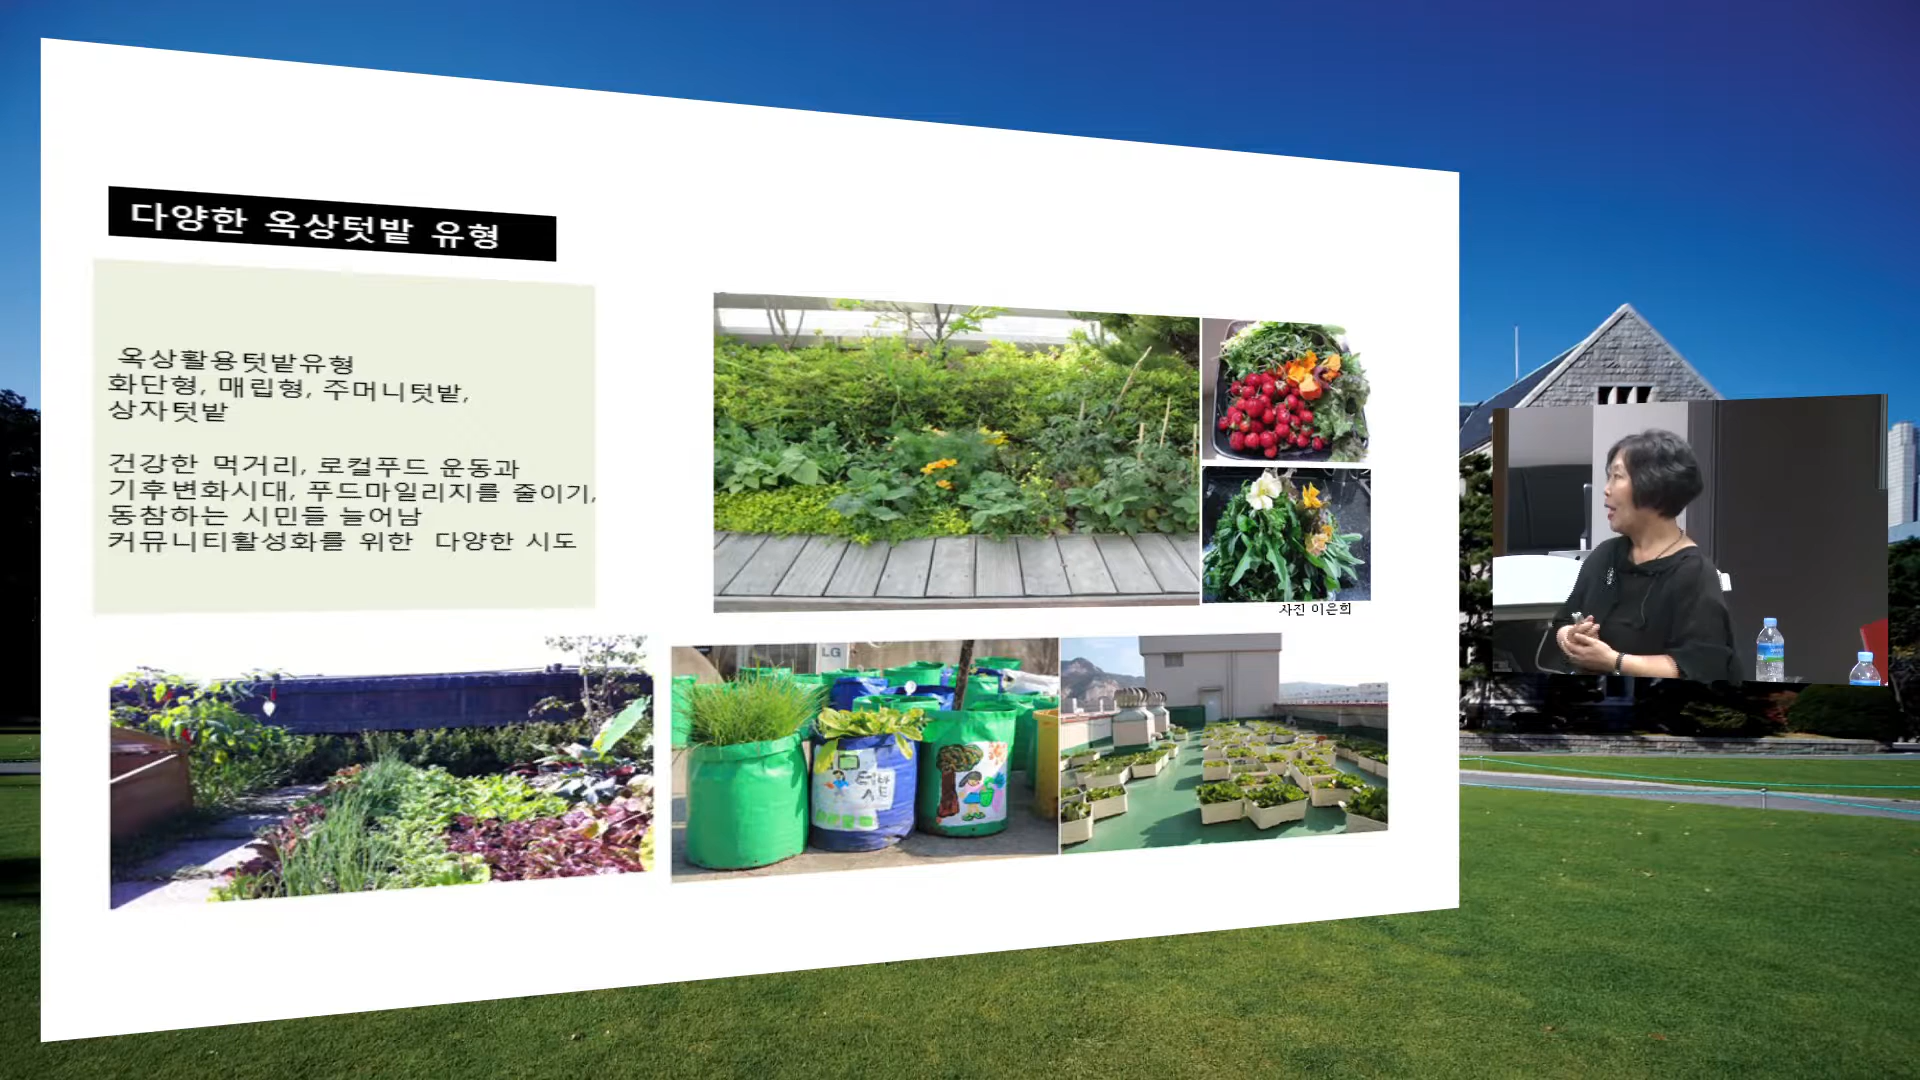 다양한 옥상텃밭 유형
옥상활용텃밭유형
화단형, 매립형, 주머니텃밭,
상자텃밭
건강한 먹거리, 로컬푸드 운동과
기후변화시대, 푸드마일리지를 줄이기,
동참하는 시민들 늘어남
커뮤니티활성화를 위한 다양한 시도
사진 이은희
LG